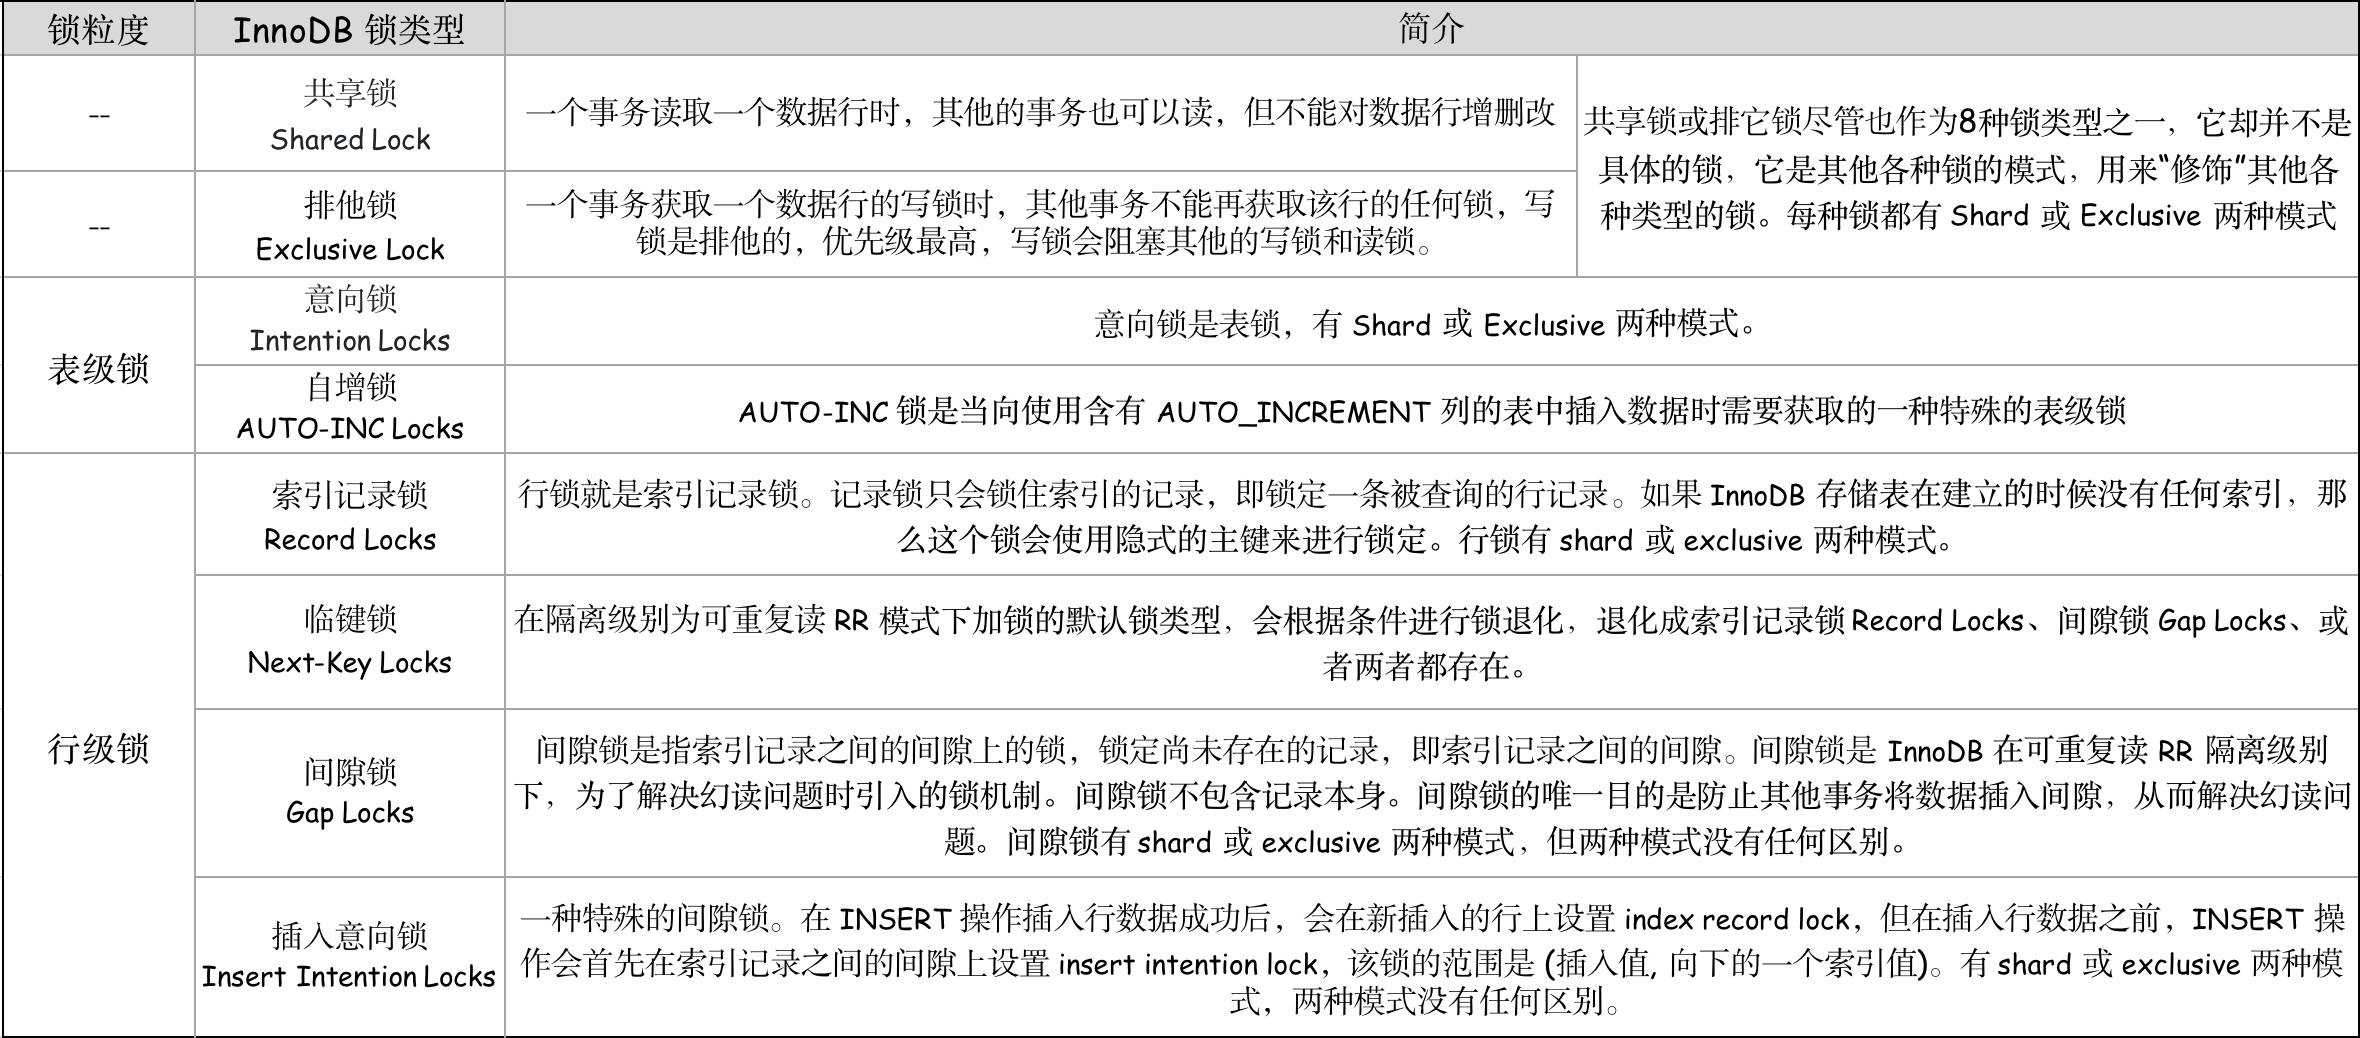 锁粒度
InnoDB 锁类型
简介
--
共享锁
Shared Lock
一个事务读取一个数据行时，其他的事务也可以读，但不能对数据行增删改
共享锁或排它锁尽管也作为8种锁类型之一，它却并不是
具体的锁，它是其他各种锁的模式，用来“修饰”其他各
种类型的锁。每种锁都有 Shard 或 Exclusive 两种模式
--
排他锁
Exclusive Lock
一个事务获取一个数据行的写锁时，其他事务不能再获取该行的任何锁，写
锁是排他的，优先级最高，写锁会阻塞其他的写锁和读锁。
表级锁
意向锁
Intention Locks
意向锁是表锁，有 Shard 或 Exclusive 两种模式。
自增锁
AUTO-INC Locks
AUTO-INC 锁是当向使用含有 AUTO_INCREMENT 列的表中插入数据时需要获取的一种特殊的表级锁
行级锁
索引记录锁
Record Locks
行锁就是索引记录锁。记录锁只会锁住索引的记录，即锁定一条被查询的行记录。如果 InnoDB 存储表在建立的时候没有任何索引，那
么这个锁会使用隐式的主键来进行锁定。行锁有 shard 或 exclusive 两种模式。
临键锁
Next-Key Locks
在隔离级别为可重复读 RR 模式下加锁的默认锁类型，会根据条件进行锁退化，退化成索引记录锁 Record Locks、间隙锁 Gap Locks、或
者两者都存在。
间隙锁
Gap Locks
间隙锁是指索引记录之间的间隙上的锁，锁定尚未存在的记录，即索引记录之间的间隙。间隙锁是 InnoDB 在可重复读 RR 隔离级别
下，为了解决幻读问题时引入的锁机制。间隙锁不包含记录本身。间隙锁的唯一目的是防止其他事务将数据插入间隙，从而解决幻读问
题。间隙锁有 shard 或 exclusive 两种模式，但两种模式没有任何区别。
插入意向锁
Insert Intention Locks
一种特殊的间隙锁。在 INSERT 操作插入行数据成功后，会在新插入的行上设置 index record lock，但在插入行数据之前，INSERT 操
作会首先在索引记录之间的间隙上设置 insert intention lock，该锁的范围是 (插入值, 向下的一个索引值)。有 shard 或 exclusive 两种模
式，两种模式没有任何区别。